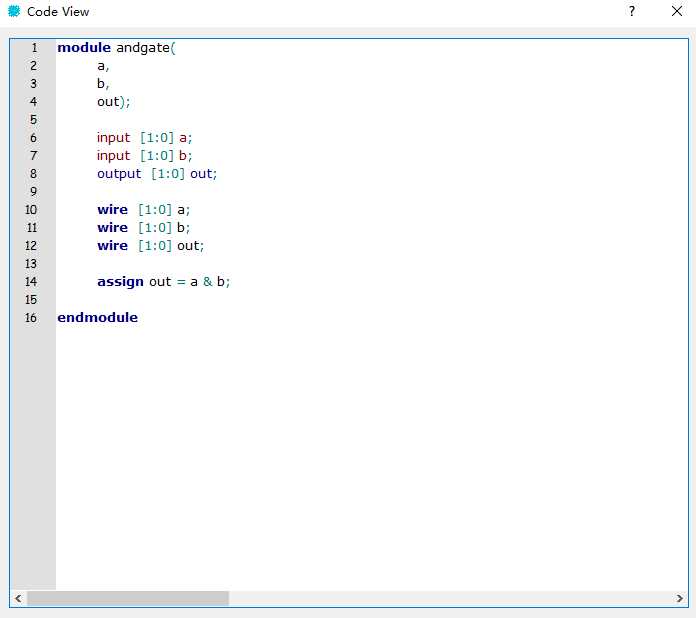 Code View
?
1 module andgate(
2 a,
3 b,
4 out);
5
6 input [1:0] a;
7 input [1:0] b;
8 output [1:0] out;
9
10 wire [1:0] a;
11 wire [1:0] b;
12 wire [1:0] out;
13
14 assign out = a & b;
15
16 endmodule